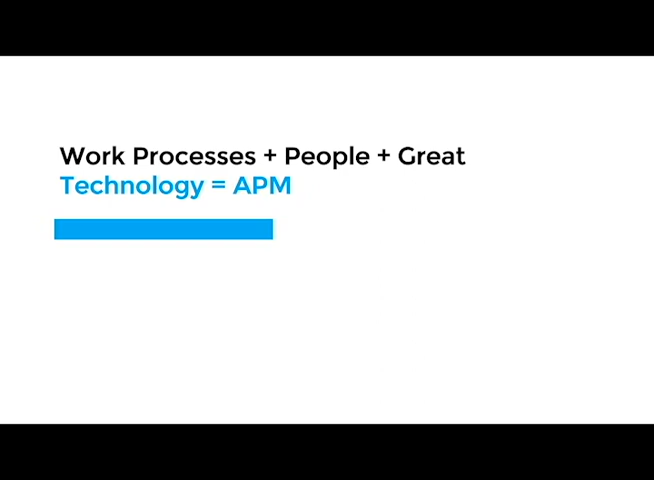 Work Processes + People + Great
Technology = APM